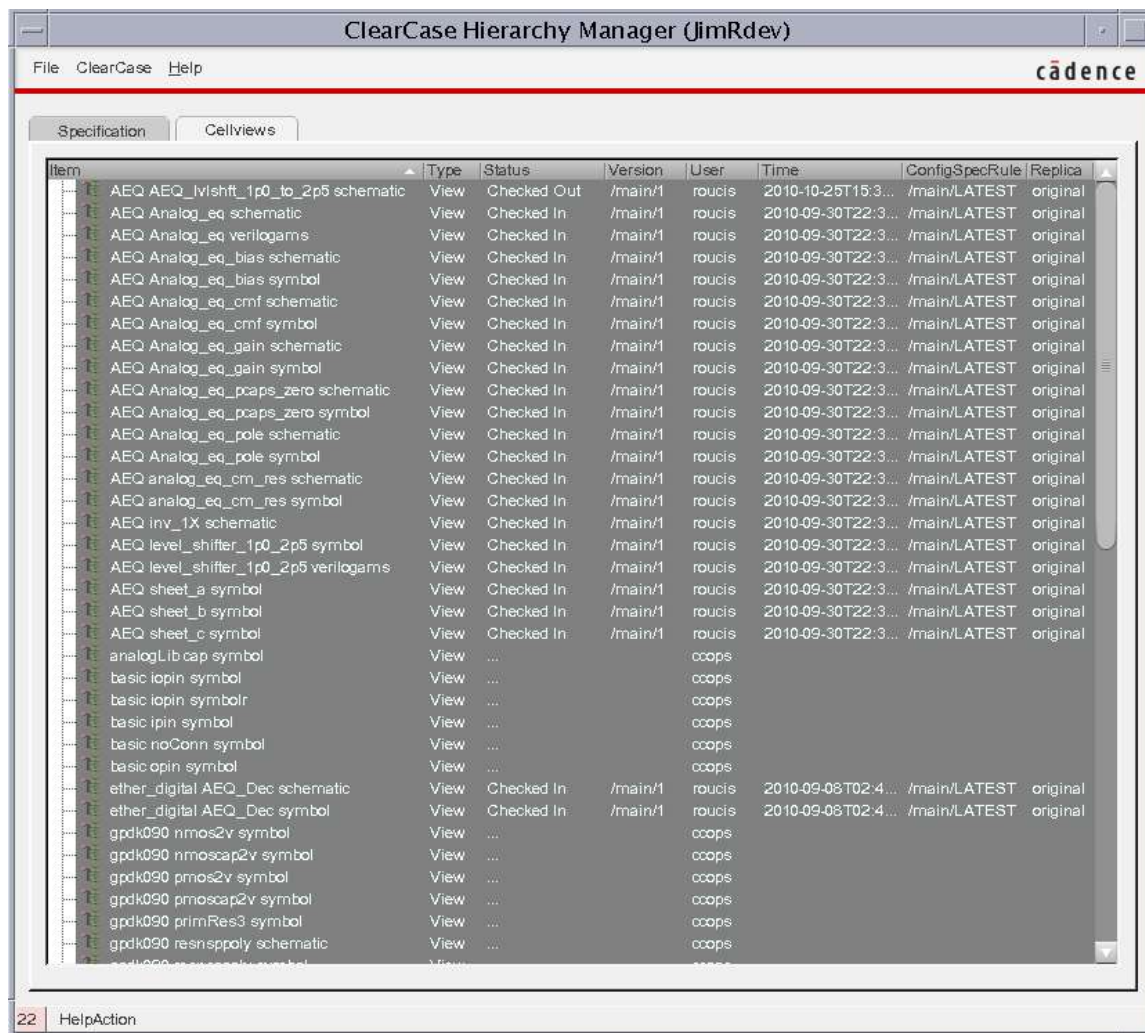 ClearCase Hierarchy Manager (JimRdev)
File ClearCase Help cādence
Specification Cellviews
Item Type Status Version User Time ConfigSpecRule Replica
AEQ AEQ_lvlshft_1p0_to_2p5 schematic View Checked Out roucis 2010-10-25T15:3... /main/LATEST original
AEQ Analog_eq schematic View Checked In /main/1 roucis 2010-09-30T22:3... /main/LATEST original
AEQ Analog_eq verilogams View Checked In /main/1 roucis 2010-09-30T22:3... /main/LATEST original
AEQ Analog_eq_bias schematic View Checked In /main/1 roucis 2010-09-30T22:3... /main/LATEST original
AEQ Analog_eq_bias symbol View Checked In /main/1 roucis 2010-09-30T22:3... /main/LATEST original
AEQ Analog_eq_cmf schematic View Checked In /main/1 roucis 2010-09-30T22:3... /main/LATEST original
AEQ Analog_eq_cmf symbol View Checked In /main/1 roucis 2010-09-30T22:3... /main/LATEST original
AEQ Analog_eq_gain schematic View Checked In /main/1 roucis 2010-09-30T22:3... /main/LATEST original
AEQ Analog_eq_gain symbol View Checked In /main/1 roucis 2010-09-30T22:3... /main/LATEST original
AEQ Analog_eq_pcaps_zero schematic View Checked In /main/1 roucis 2010-09-30T22:3... /main/LATEST original
AEQ Analog_eq_pcaps_zero symbol View Checked In /main/1 roucis 2010-09-30T22:3... /main/LATEST original
AEQ Analog_eq_pole schematic View Checked In /main/1 roucis 2010-09-30T22:3... /main/LATEST original
AEQ Analog_eq_pole symbol View Checked In /main/1 roucis 2010-09-30T22:3... /main/LATEST original
AEQ analog_eq_cm_res schematic View Checked In /main/1 roucis 2010-09-30T22:3... /main/LATEST original
AEQ analog_eq_cm_res symbol View Checked In /main/1 roucis 2010-09-30T22:3... /main/LATEST original
AEQ inv_1X schematic View Checked In /main/1 roucis 2010-09-30T22:3... /main/LATEST original
AEQ level_shifter_1p0_2p5 symbol View Checked In /main/1 roucis 2010-09-30T22:3... /main/LATEST original
AEQ level_shifter_1p0_2p5 verilogams View Checked In /main/1 roucis 2010-09-30T22:3... /main/LATEST original
AEQ sheet_a symbol View Checked In /main/1 roucis 2010-09-30T22:3... /main/LATEST original
AEQ sheet_b symbol View Checked In /main/1 roucis 2010-09-30T22:3... /main/LATEST original
AEQ sheet_c symbol View Checked In /main/1 roucis 2010-09-30T22:3... /main/LATEST original
analogLib cap symbol View ... ccops
basic iopin symbol View ... ccops
basic iopin symbolr View ... ccops
basic ipin symbol View ... ccops
basic noConn symbol View ... ccops
basic opin symbol View ... ccops
ether_digital AEQ_Dec schematic View Checked In /main/1 roucis 2010-09-08T02:4... /main/LATEST original
ether_digital AEQ_Dec symbol View Checked In /main/1 roucis 2010-09-08T02:4... /main/LATEST original
gpdk090 nmos2v symbol View ... ccops
gpdk090 nmoscap2v symbol View ... ccops
gpdk090 pmos2v symbol View ... ccops
gpdk090 pmoscap2v symbol View ... ccops
gpdk090 primRes3 symbol View ... ccops
gpdk090 resnsppoly schematic View ... ccops
22 HelpAction